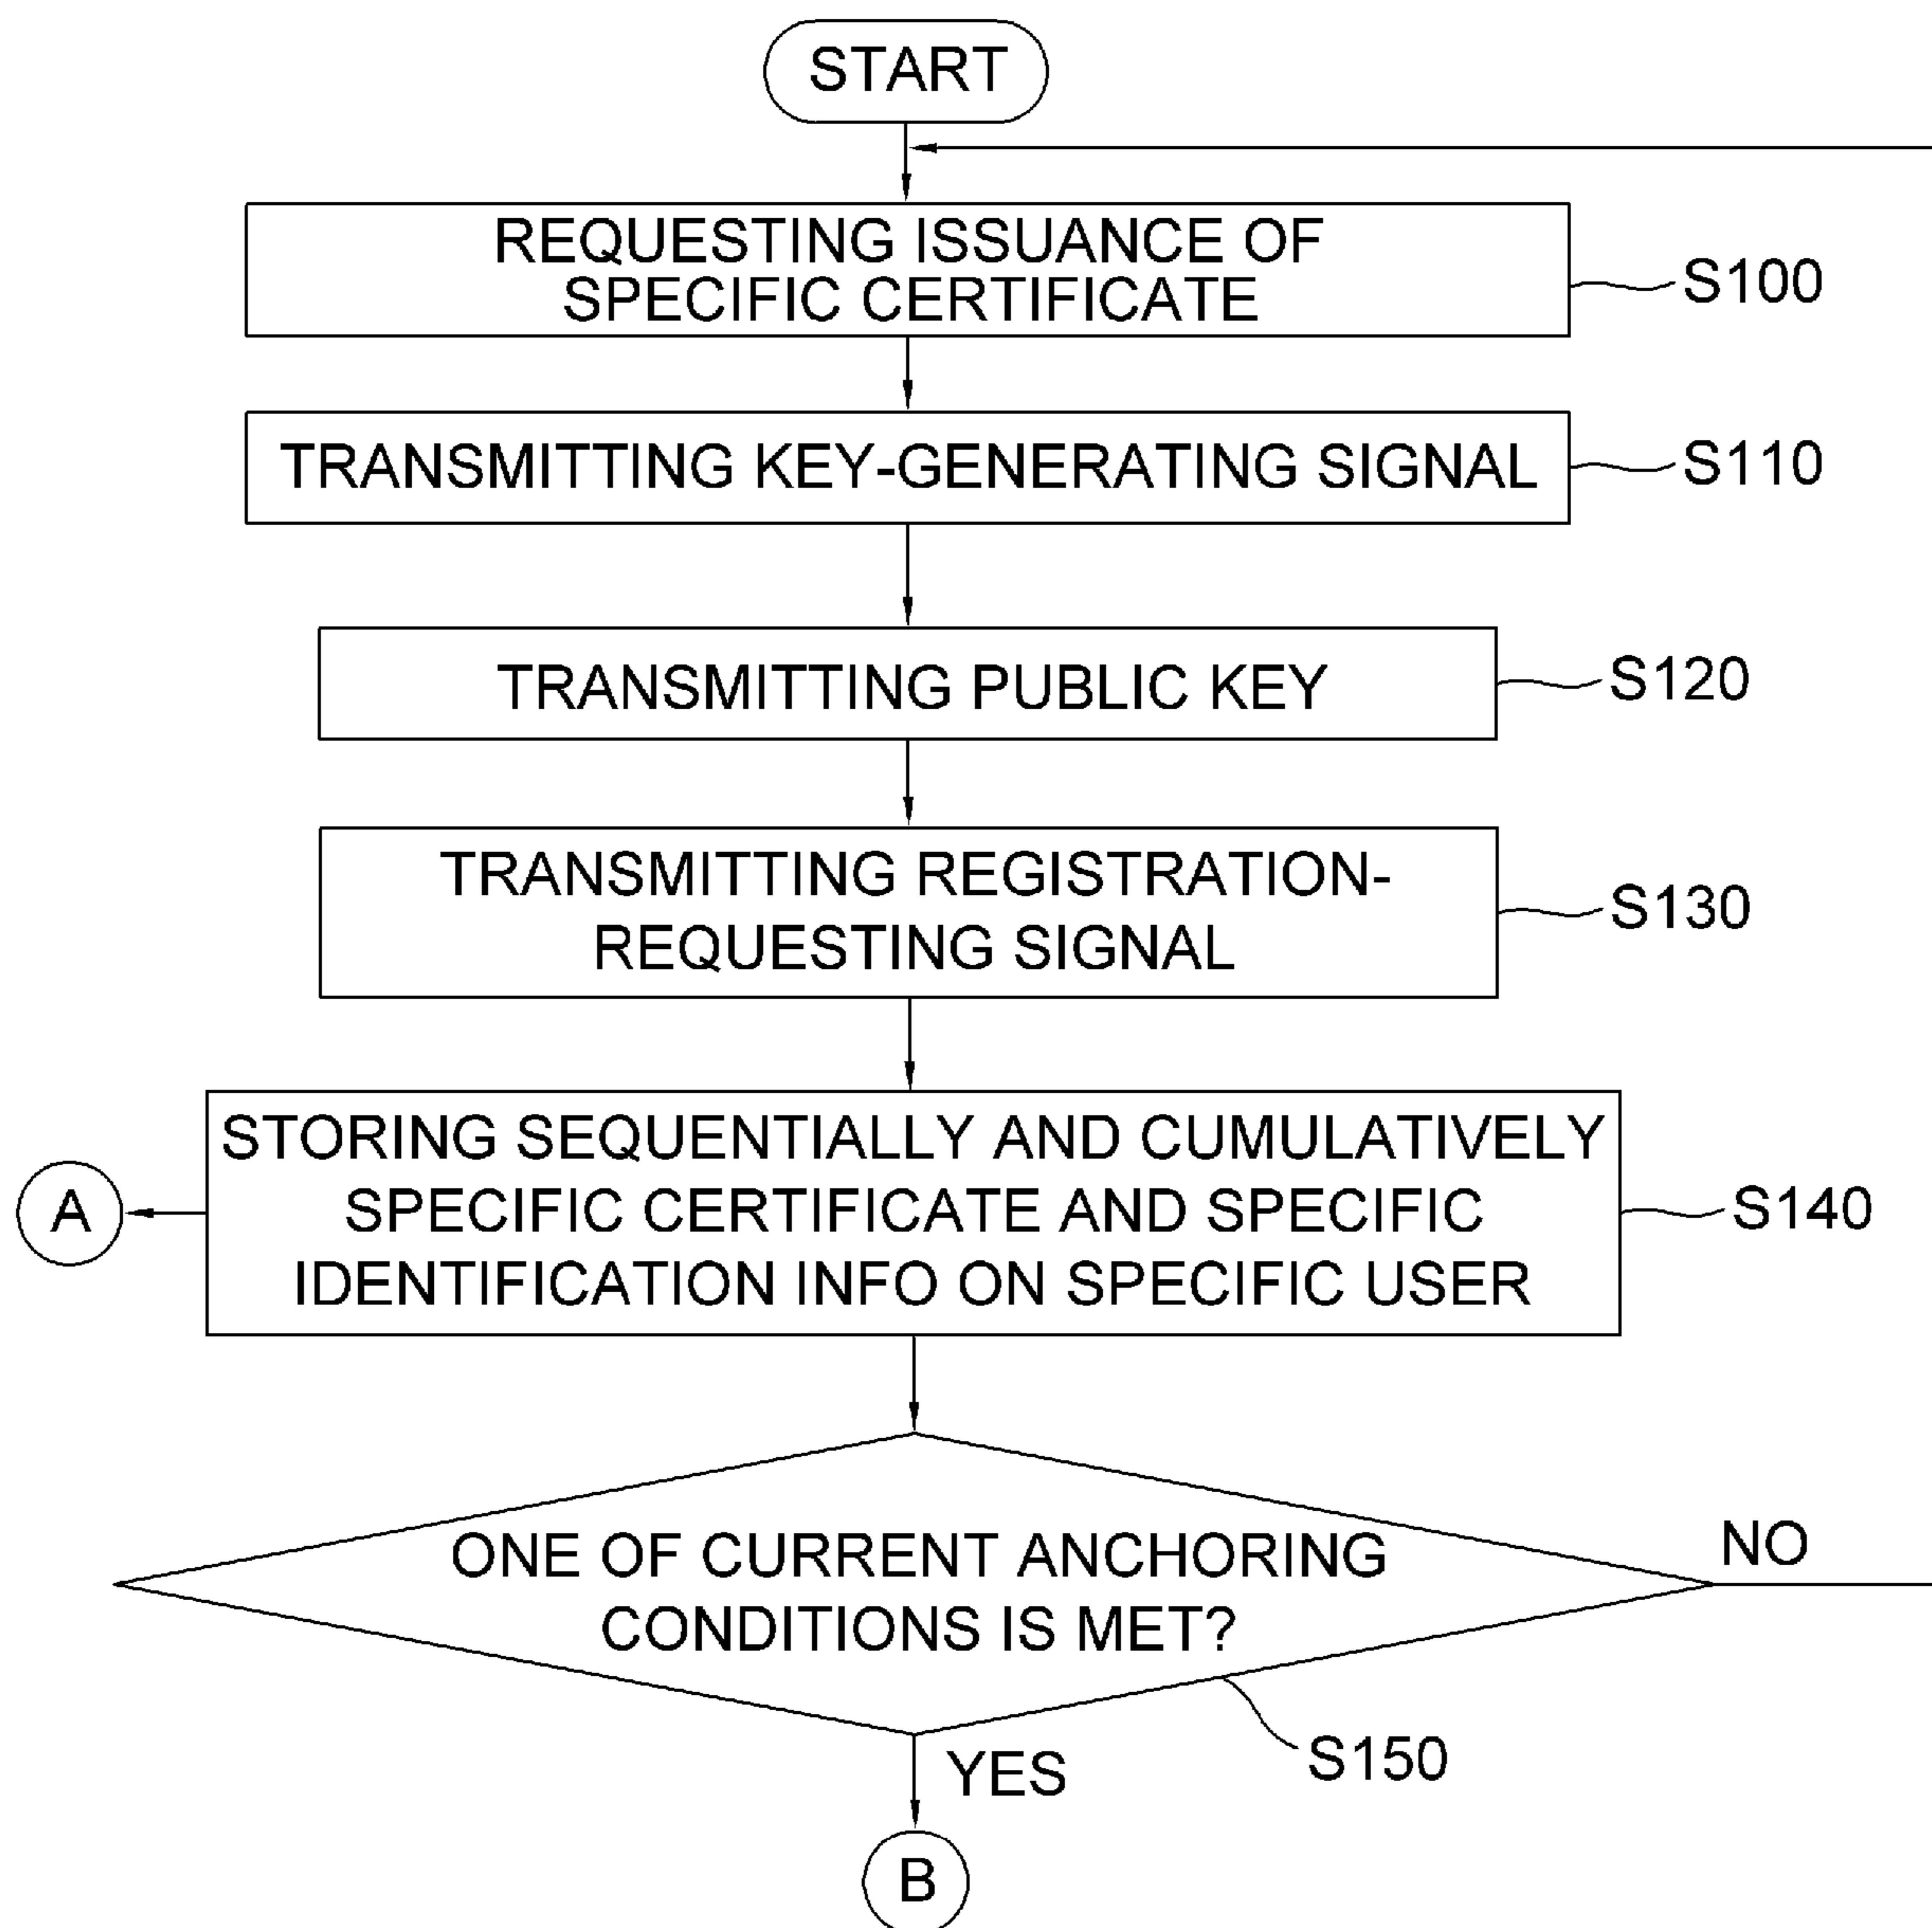 START
REQUESTING ISSUANCE OF
SPECIFIC CERTIFICATE
S100
TRANSMITTING KEY-GENERATING SIGNAL
S110
TRANSMITTING PUBLIC KEY
S120
TRANSMITTING REGISTRATION-
REQUESTING SIGNAL
S130
STORING SEQUENTIALLY AND CUMULATIVELY
SPECIFIC CERTIFICATE AND SPECIFIC
IDENTIFICATION INFO ON SPECIFIC USER
A
S140
ONE OF CURRENT ANCHORING
CONDITIONS IS MET?
NO
YES
S150
B